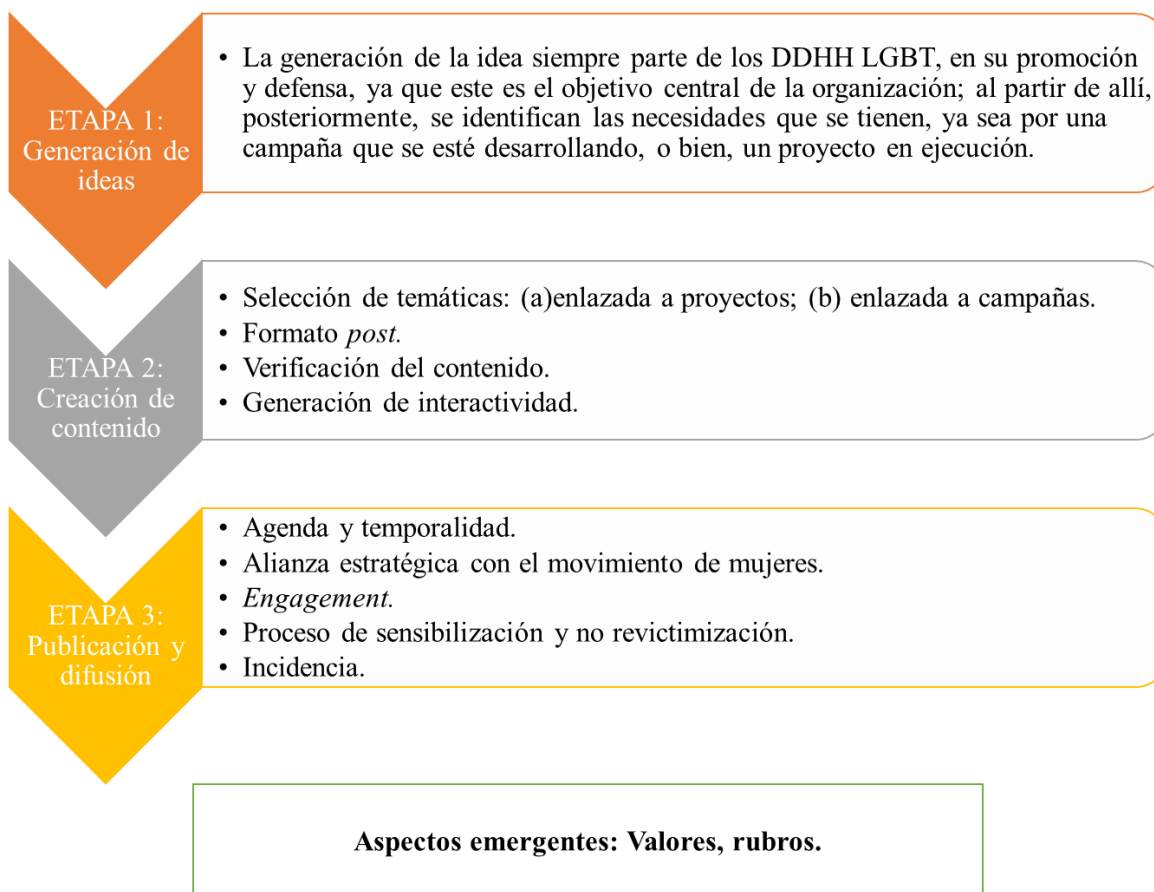 ETAPA 1:
Generación de
ideas
• La generación de la idea siempre parte de los DDHH LGBT, en su promoción
y defensa, ya que este es el objetivo central de la organización; al partir de allí,
posteriormente, se identifican las necesidades que se tienen, ya sea por una
campaña que se esté desarrollando, o bien, un proyecto en ejecución.
ETAPA 2:
Creación de
contenido
• Selección de temáticas: (a)enlazada a proyectos; (b) enlazada a campañas.
• Formato post.
• Verificación del contenido.
• Generación de interactividad.
ETAPA 3:
Publicación y
difusión
• Agenda y temporalidad.
• Alianza estratégica con el movimiento de mujeres.
• Engagement.
• Proceso de sensibilización y no revictimización.
• Incidencia.
Aspectos emergentes: Valores, rubros.